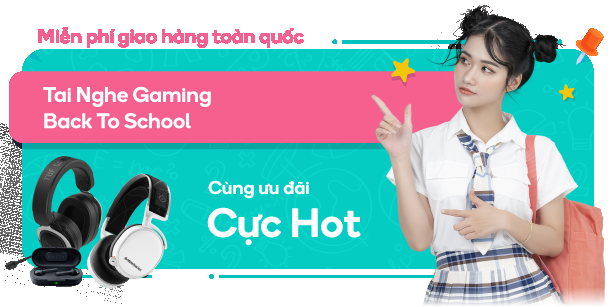 Miễn phí giao hàng toàn quốc
Tai Nghe Gaming
Back To School
Cùng ưu đãi
Cực Hot